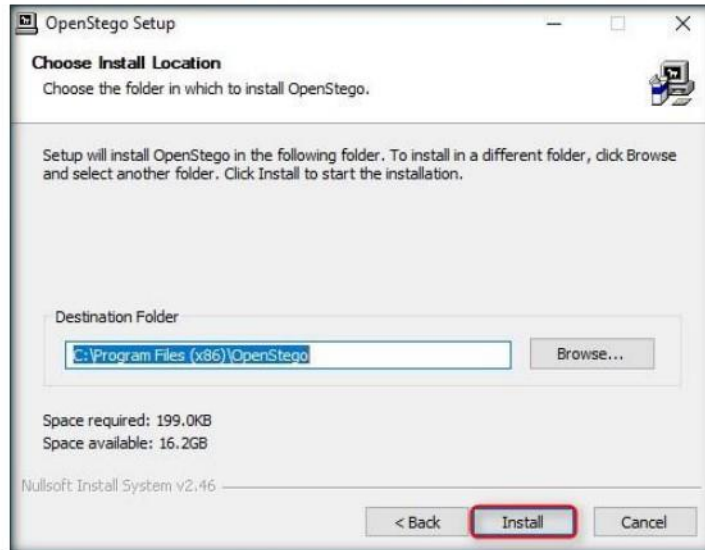 OpenStego Setup
Choose Install Location
Choose the folder in which to install OpenStego.
Setup will install OpenStego in the following folder. To install in a different folder, click Browse
and select another folder. Click Install to start the installation.
Destination Folder
C:\Program Files (x86)\OpenStego
Browse...
Space required: 199.0KB
Space available: 16.2GB
Nullsoft Install System v2.46
< Back Install Cancel